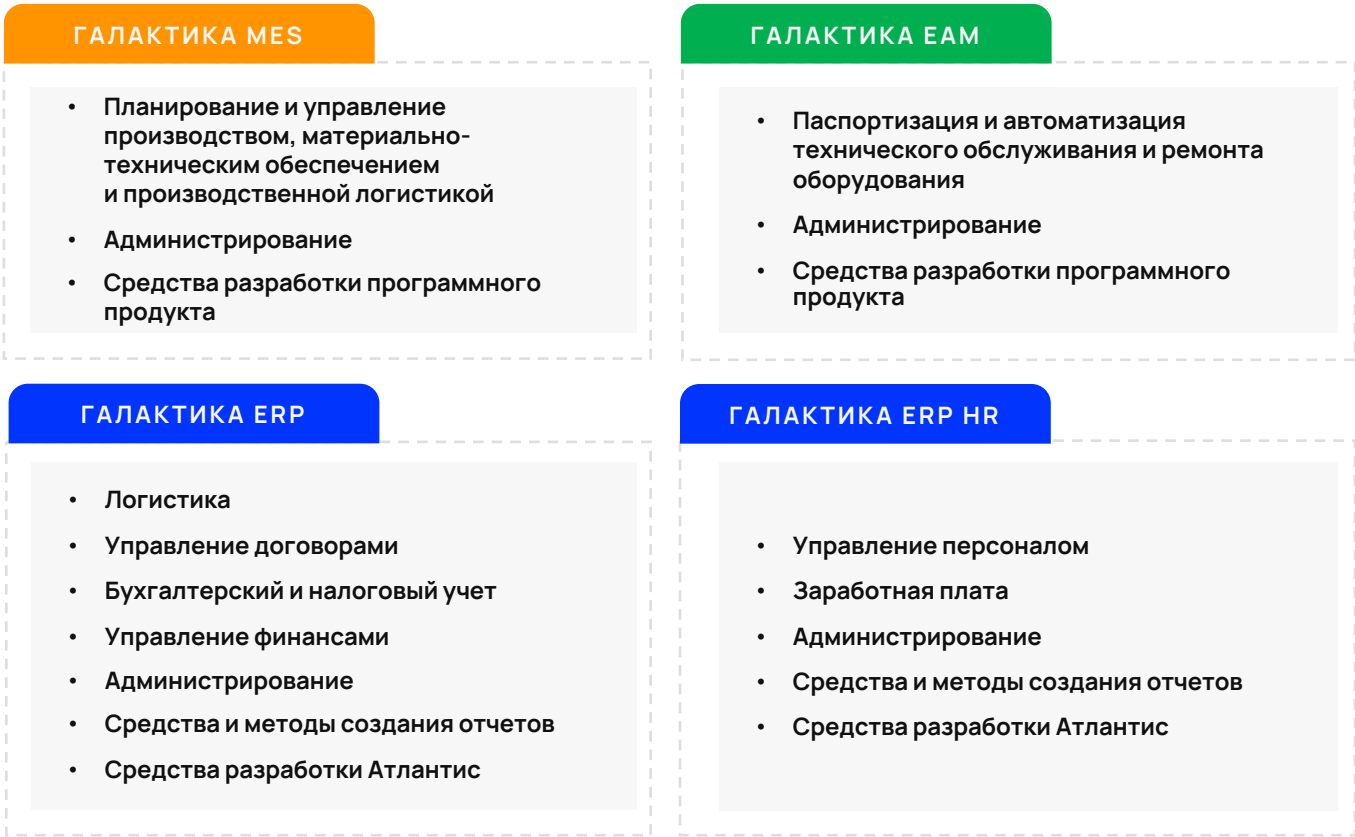 ГАЛАКТИКА MES
• Планирование и управление
производством, материально-
техническим обеспечением
и производственной логистикой
• Администрирование
• Средства разработки программного
продукта
ГАЛАКТИКА EAM
• Паспортизация и автоматизация
технического обслуживания и ремонта
оборудования
• Администрирование
• Средства разработки программного
продукта
ГАЛАКТИКА ERP
• Логистика
• Управление договорами
• Бухгалтерский и налоговый учет
• Управление финансами
• Администрирование
• Средства и методы создания отчетов
• Средства разработки Атлантис
ГАЛАКТИКА ERP HR
• Управление персоналом
• Заработная плата
• Администрирование
• Средства и методы создания отчетов
• Средства разработки Атлантис